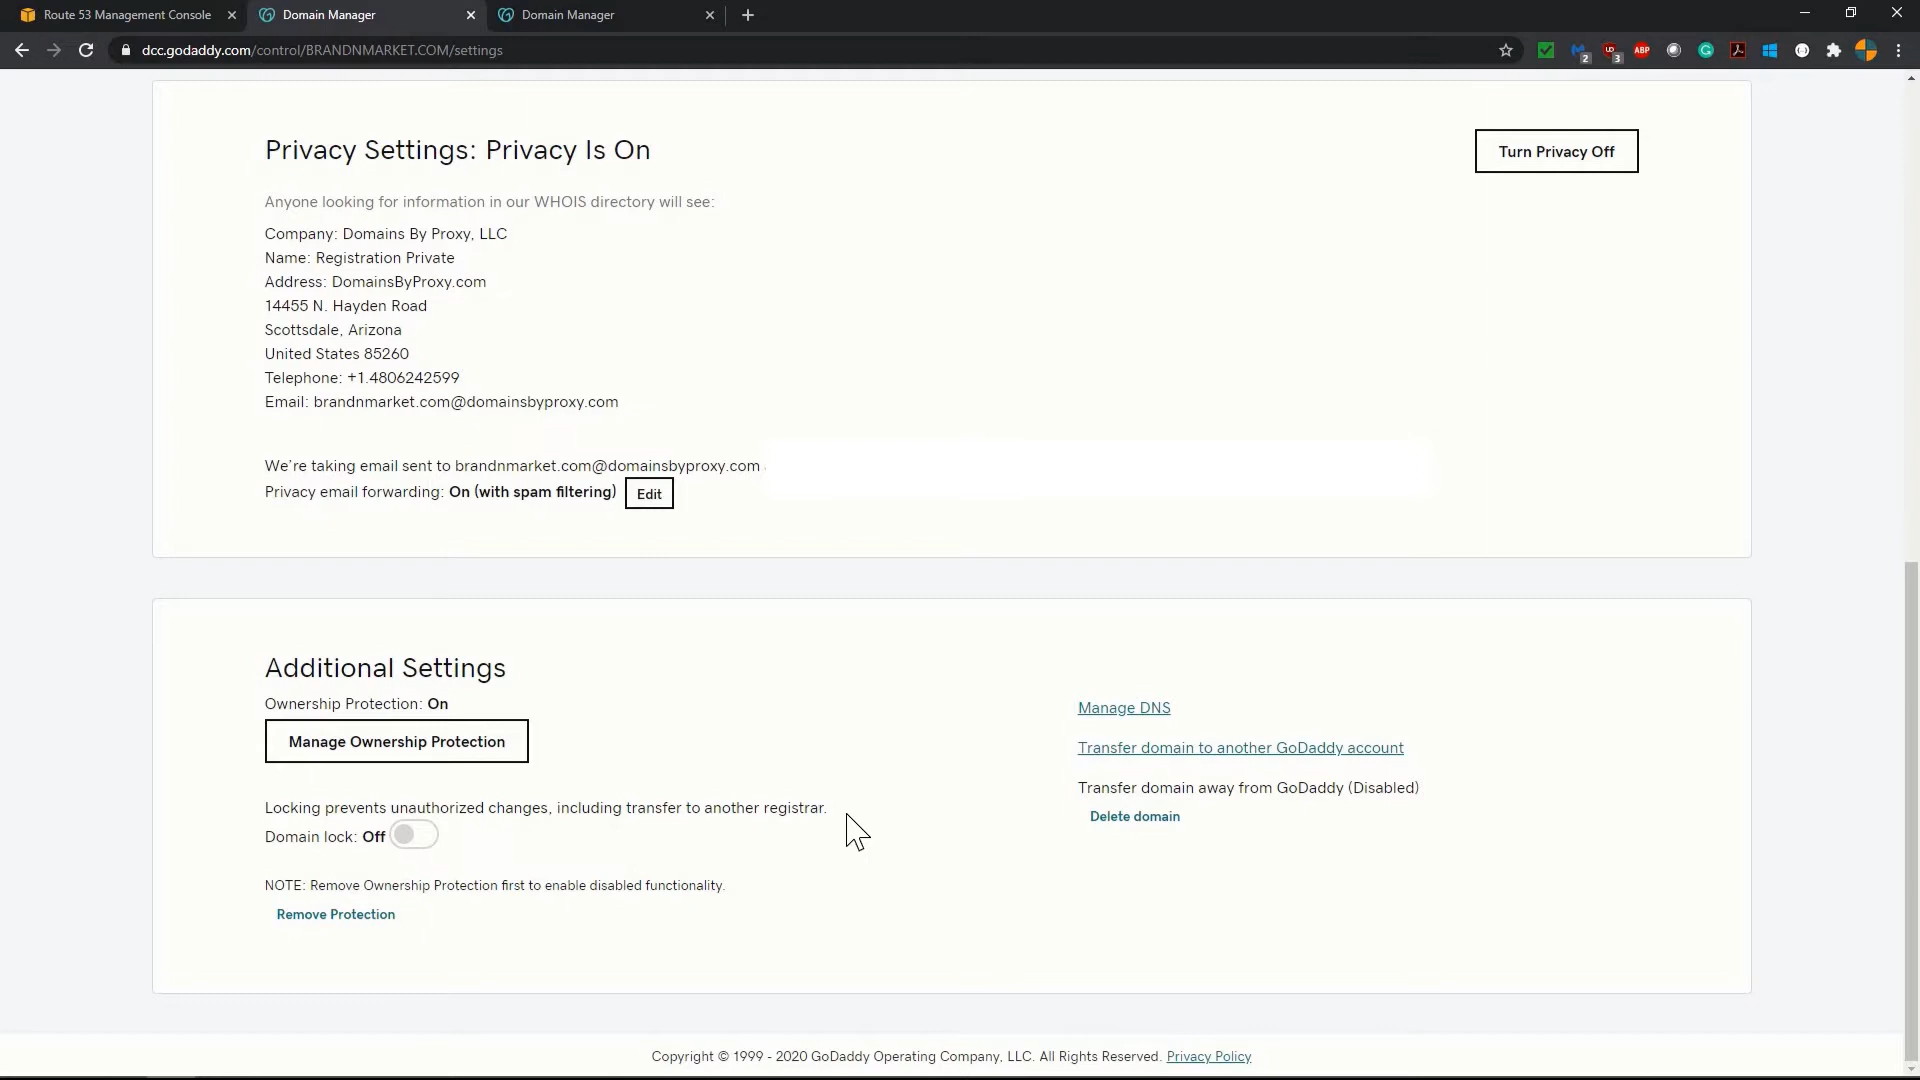 Route 53 Management Console
Domain Manager
Domain Manager
dcc.godaddy.com/control/BRANDNMARKET.COM/settings
2
3
ABP
Privacy Settings: Privacy Is On
Turn Privacy Off
Anyone looking for information in our WHOIS directory will see:
Company: Domains By Proxy, LLC
Name: Registration Private
Address: DomainsByProxy.com
14455 N. Hayden Road
Scottsdale, Arizona
United States 85260
Telephone: +1.4806242599
Email: brandnmarket.com@domainsbyproxy.com
We're taking email sent to brandnmarket.com@domainsbyproxy.com
Privacy email forwarding: On (with spam filtering) Edit
Additional Settings
Ownership Protection: On
Manage Ownership Protection
Locking prevents unauthorized changes, including transfer to another registrar.
Domain lock: Off
NOTE: Remove Ownership Protection first to enable disabled functionality.
Remove Protection
Manage DNS
Transfer domain to another GoDaddy account
Transfer domain away from GoDaddy (Disabled)
Delete domain
Copyright © 1999 - 2020 GoDaddy Operating Company, LLC. All Rights Reserved. Privacy Policy